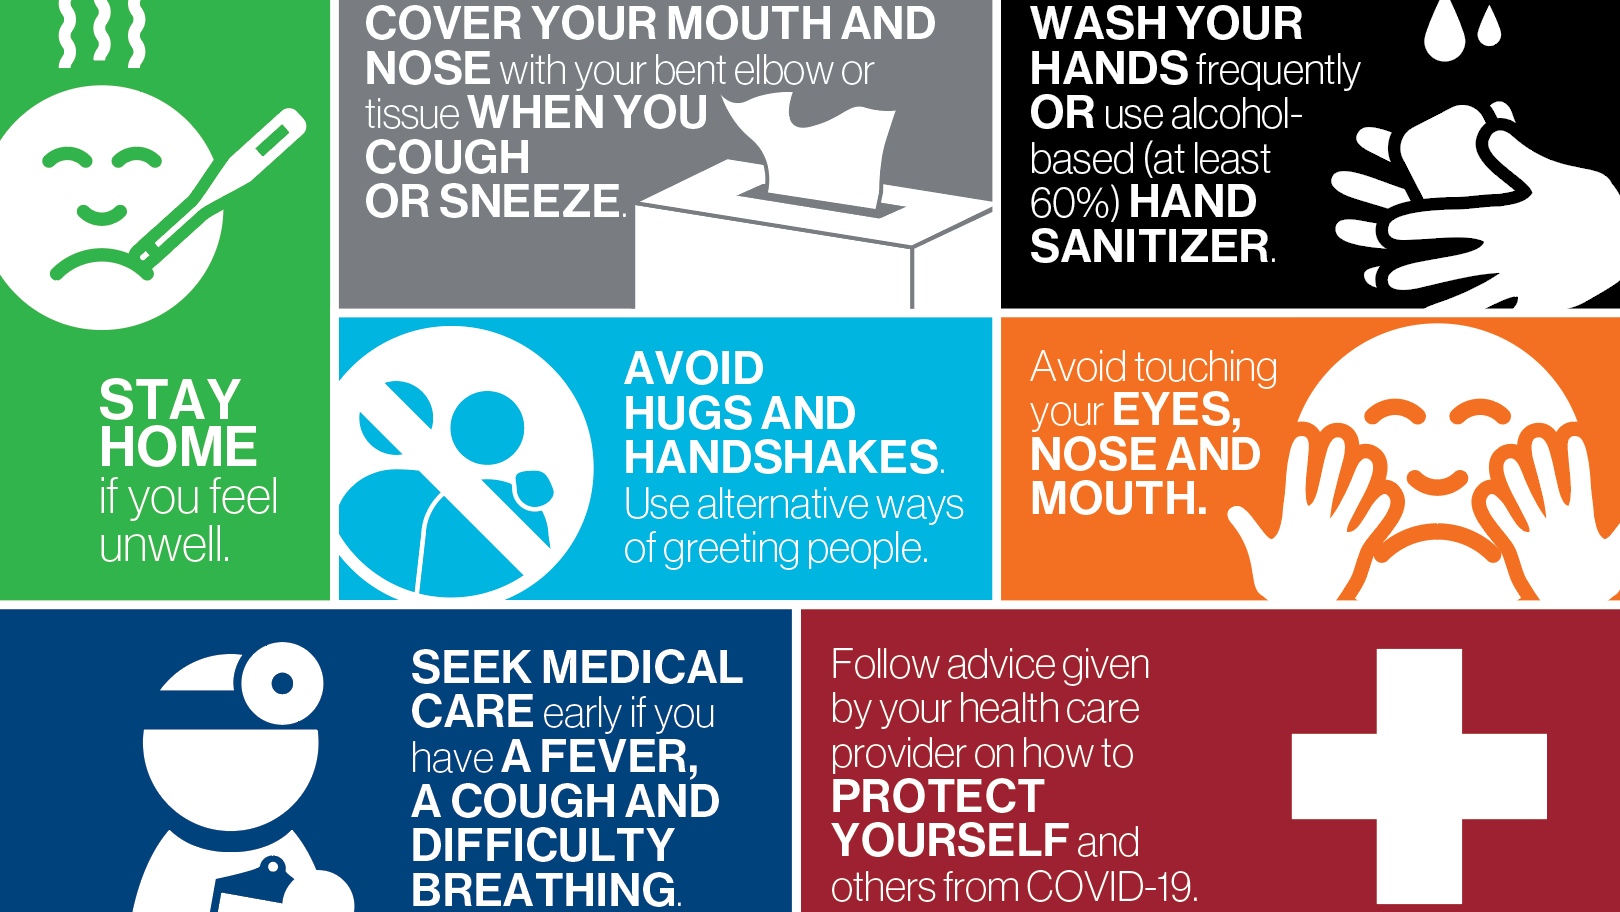 COVER YOUR MOUTH AND
NOSE with your bent elbow or
tissue WHEN YOU
COUGH
OR SNEEZE.
WASH YOUR
HANDS frequently
OR use alcohol-
based (at least
60%) HAND
SANITIZER.
STAY
HOME
if you feel
unwell.
AVOID
HUGS AND
HANDSHAKES.
Use alternative ways
of greeting people.
Avoid touching
your EYES,
NOSE AND
MOUTH.
SEEK MEDICAL
CARE early if you
have A FEVER,
A COUGH AND
DIFFICULTY
BREATHING.
Follow advice given
by your health care
provider on how to
PROTECT
YOURSELF and
others from COVID-19.